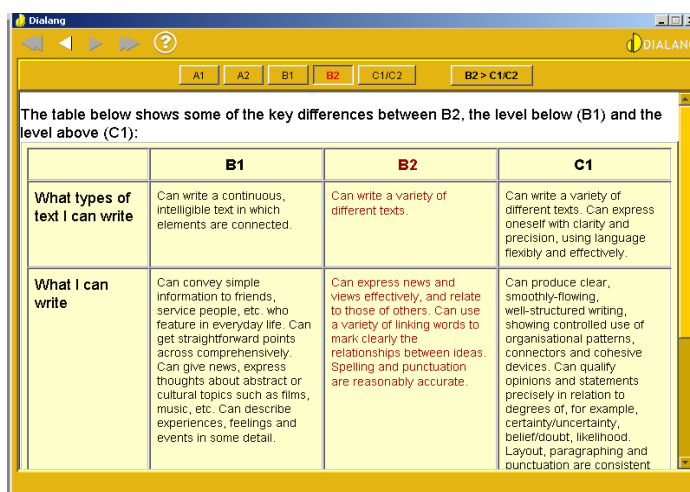 Dialang
DIALANG
A1 A2 B1 B2 C1/C2 B2 > C1/C2
The table below shows some of the key differences between B2, the level below (B1) and the
level above (C1):
B1 B2 C1
What types of
text I can write
Can write a continuous,
intelligible text in which
elements are connected.
Can write a variety of
different texts.
Can write a variety of
different texts. Can express
oneself with clarity and
precision, using language
flexibly and effectively.
What I can
write
Can convey simple
information to friends,
service people, etc. who
feature in everyday life. Can
get straightforward points
across comprehensively.
Can give news, express
thoughts about abstract or
cultural topics such as films,
music, etc. Can describe
experiences, feelings and
events in some detail.
Can express news and
views effectively, and relate
to those of others. Can use
a variety of linking words to
mark clearly the
relationships between ideas.
Spelling and punctuation
are reasonably accurate.
Can produce clear,
smoothly-flowing,
well-structured writing,
showing controlled use of
organisational patterns,
connectors and cohesive
devices. Can qualify
opinions and statements
precisely in relation to
degrees of, for example,
certainty/uncertainty,
belief/doubt, likelihood.
Layout, paragraphing and
punctuation are consistent